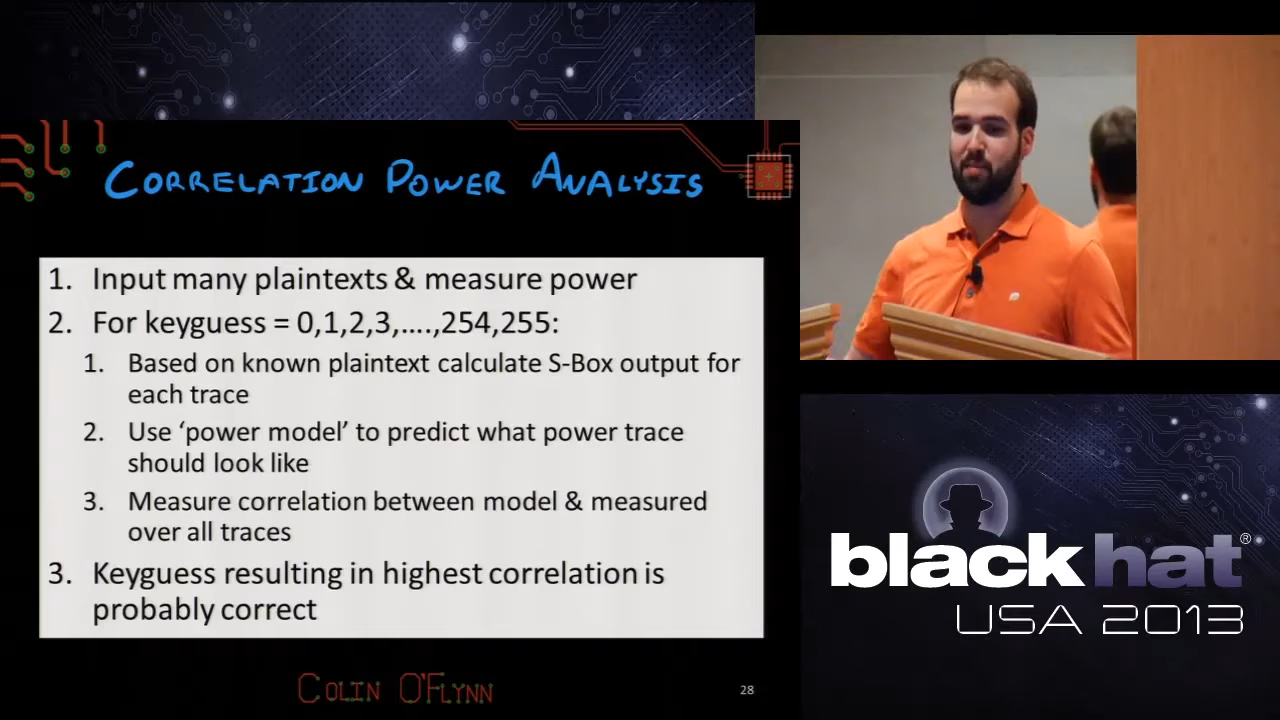 CORRELATION POWER ANALYSIS
1. Input many plaintexts & measure power
2. For keyguess = 0,1,2,3,….,254,255:
1. Based on known plaintext calculate S-Box output for
each trace
2. Use ‘power model’ to predict what power trace
should look like
3. Measure correlation between model & measured
over all traces
3. Keyguess resulting in highest correlation is
probably correct
COLIN O'FLYNN
28
black hat®
USA 2013